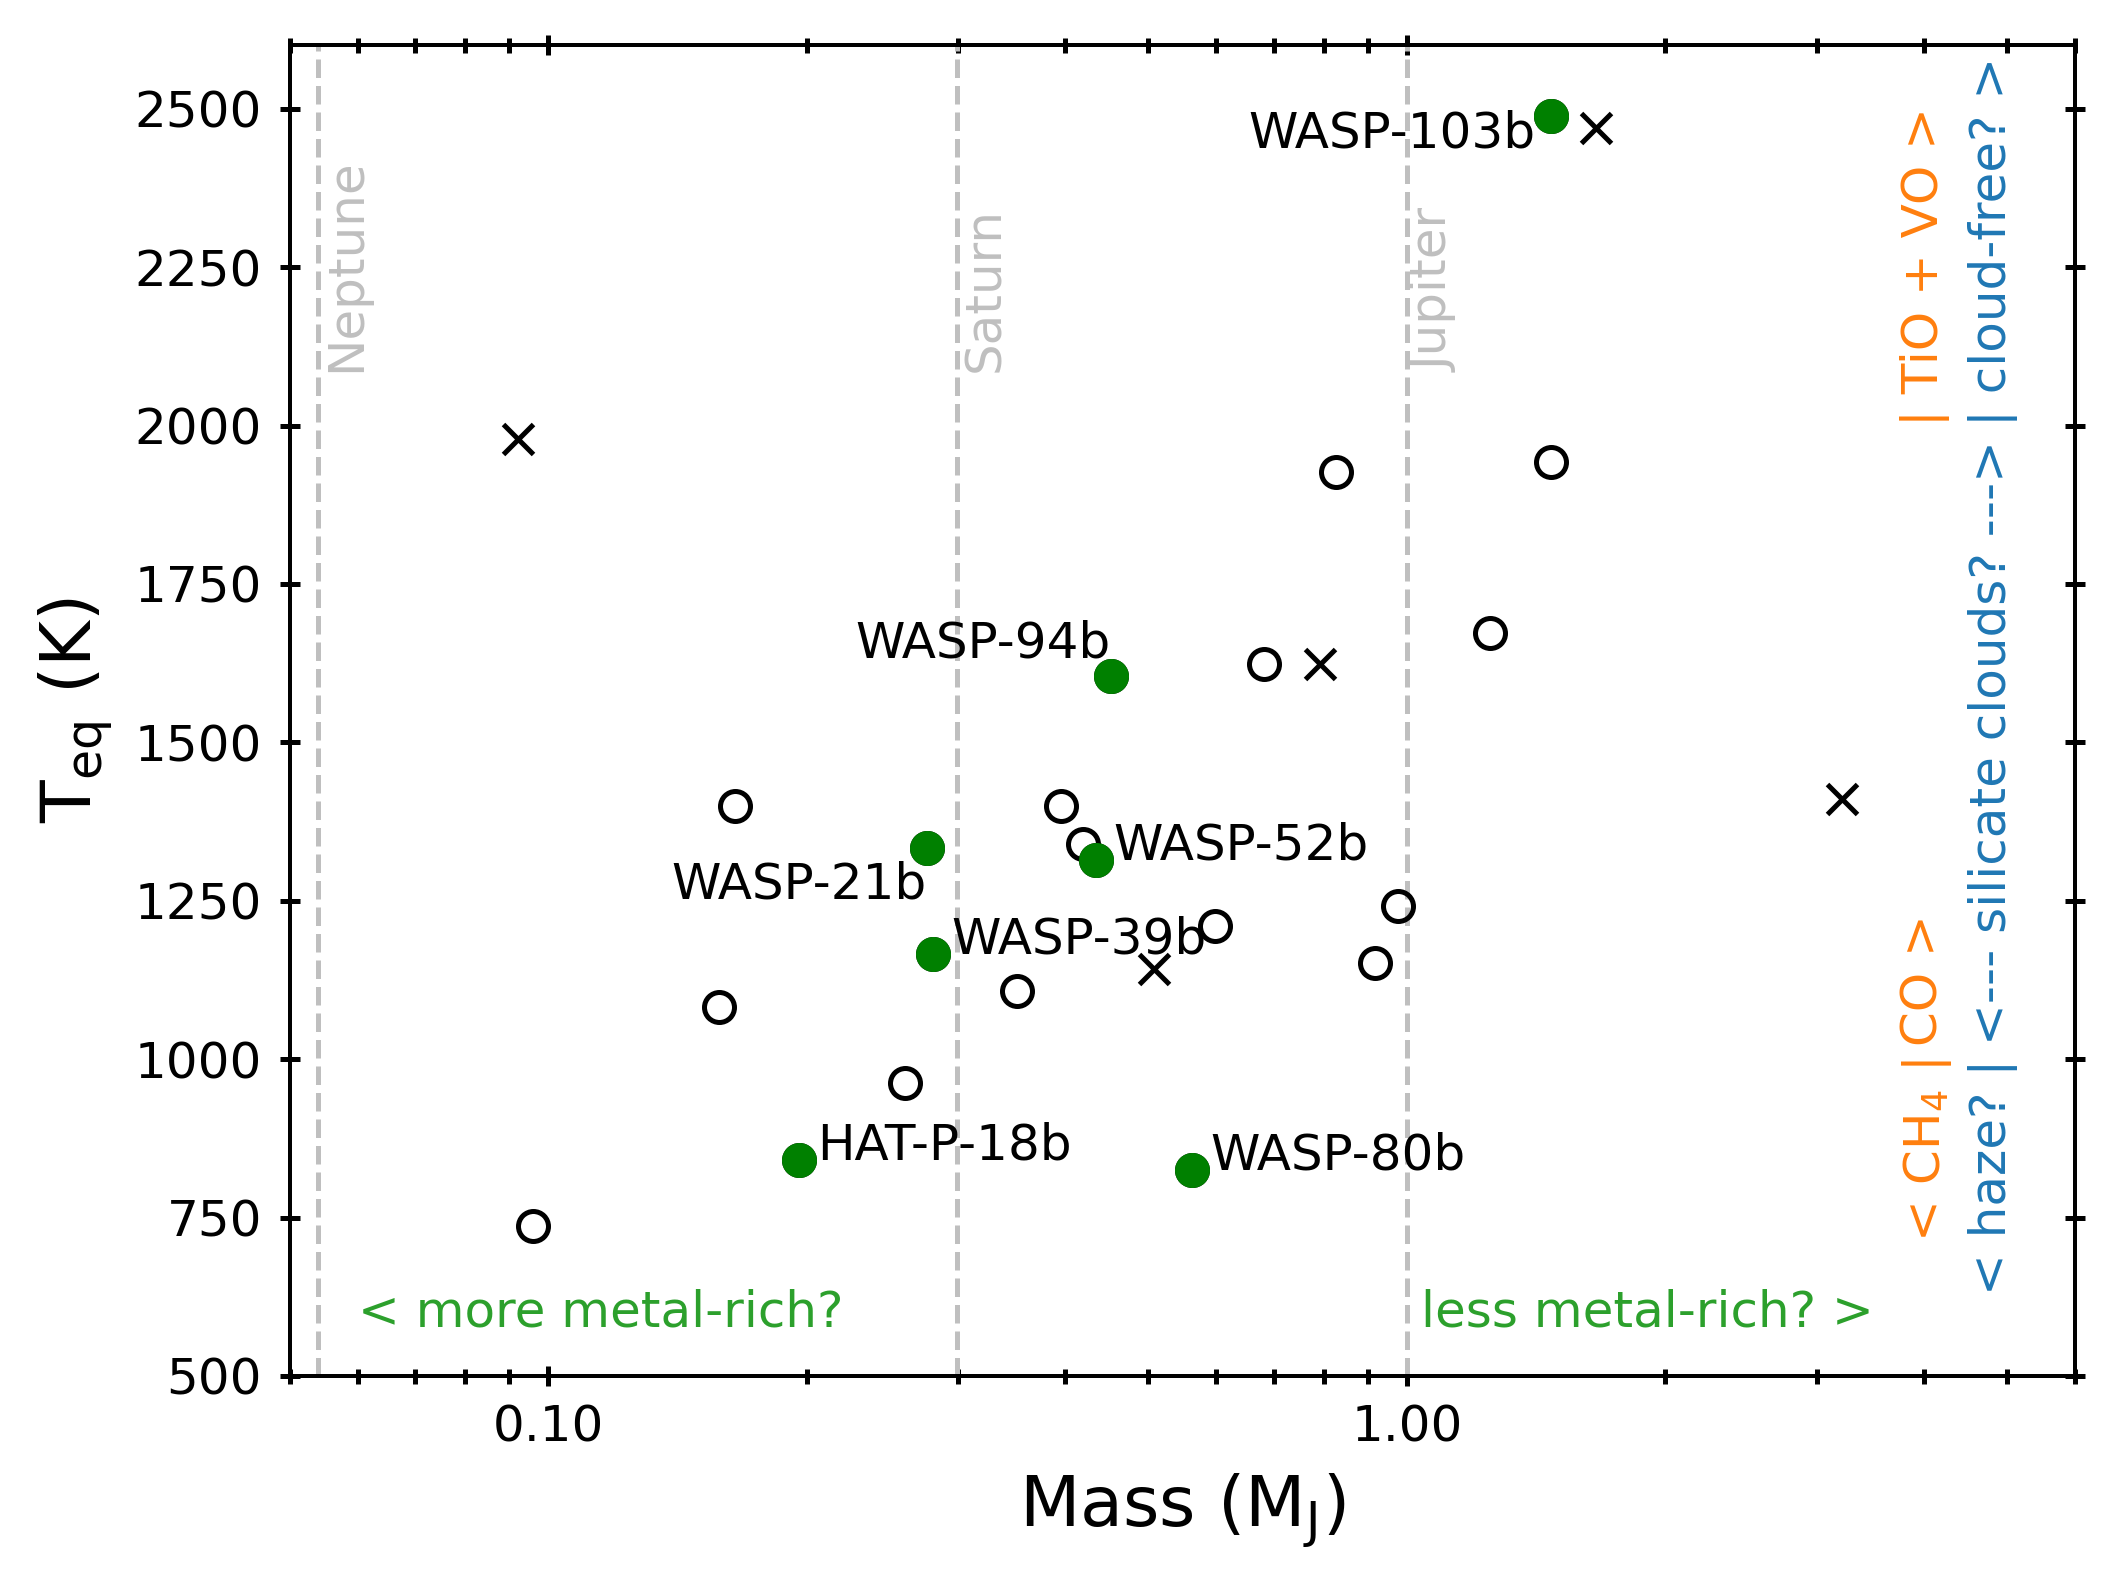 2500
2250
2000
1750
1500
1250
1000
750
500
T_eq (K)
0.10
1.00
Mass (M_J)
Neptune
Saturn
Jupiter
WASP-103b
WASP-94b
WASP-52b
WASP-21b
WASP-39b
HAT-P-18b
WASP-80b
< more metal-rich?
less metal-rich? >
< CH₄ |CO >
| TiO + VO >
< haze? | <--- silicate clouds? ---> | cloud-free? >